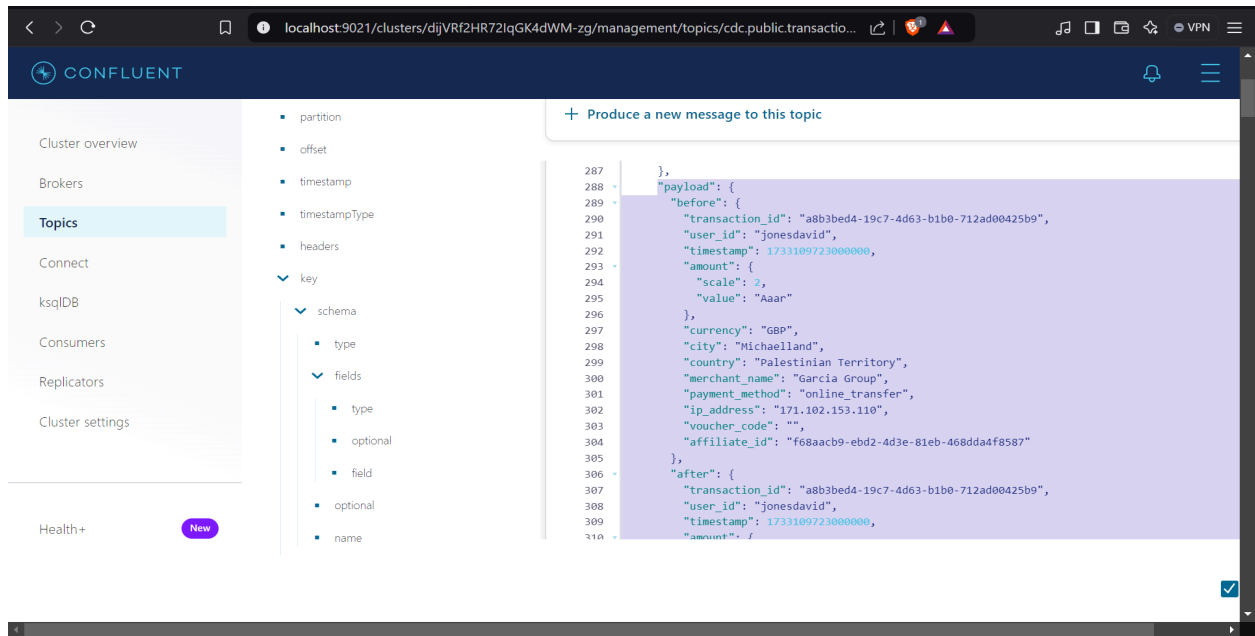 localhost:9021/clusters/dijVRf2HR72IqGK4dWM-zg/management/topics/cdc.public.transactio...
VPN
CONFLUENT
Cluster overview
Brokers
Topics
Connect
ksqlDB
Consumers
Replicators
Cluster settings
Health+
New
partition
offset
timestamp
timestampType
headers
key
schema
type
fields
type
optional
field
optional
name
+ Produce a new message to this topic
287 },
288 "payload": {
289 "before": {
290 "transaction_id": "a8b3bed4-19c7-4d63-b1b0-712ad00425b9",
291 "user_id": "jonesdavid",
292 "timestamp": 1733109723000000,
293 "amount": {
294 "scale": 2,
295 "value": "Aaar"
296 },
297 "currency": "GBP",
298 "city": "Michaelland",
299 "country": "Palestinian Territory",
300 "merchant_name": "Garcia Group",
301 "payment_method": "online_transfer",
302 "ip_address": "171.102.153.110",
303 "voucher_code": "",
304 "affiliate_id": "f68aacb9-ebd2-4d3e-81eb-468dda4f8587"
305 },
306 "after": {
307 "transaction_id": "a8b3bed4-19c7-4d63-b1b0-712ad00425b9",
308 "user_id": "jonesdavid",
309 "timestamp": 1733109723000000,
310 "amount": {